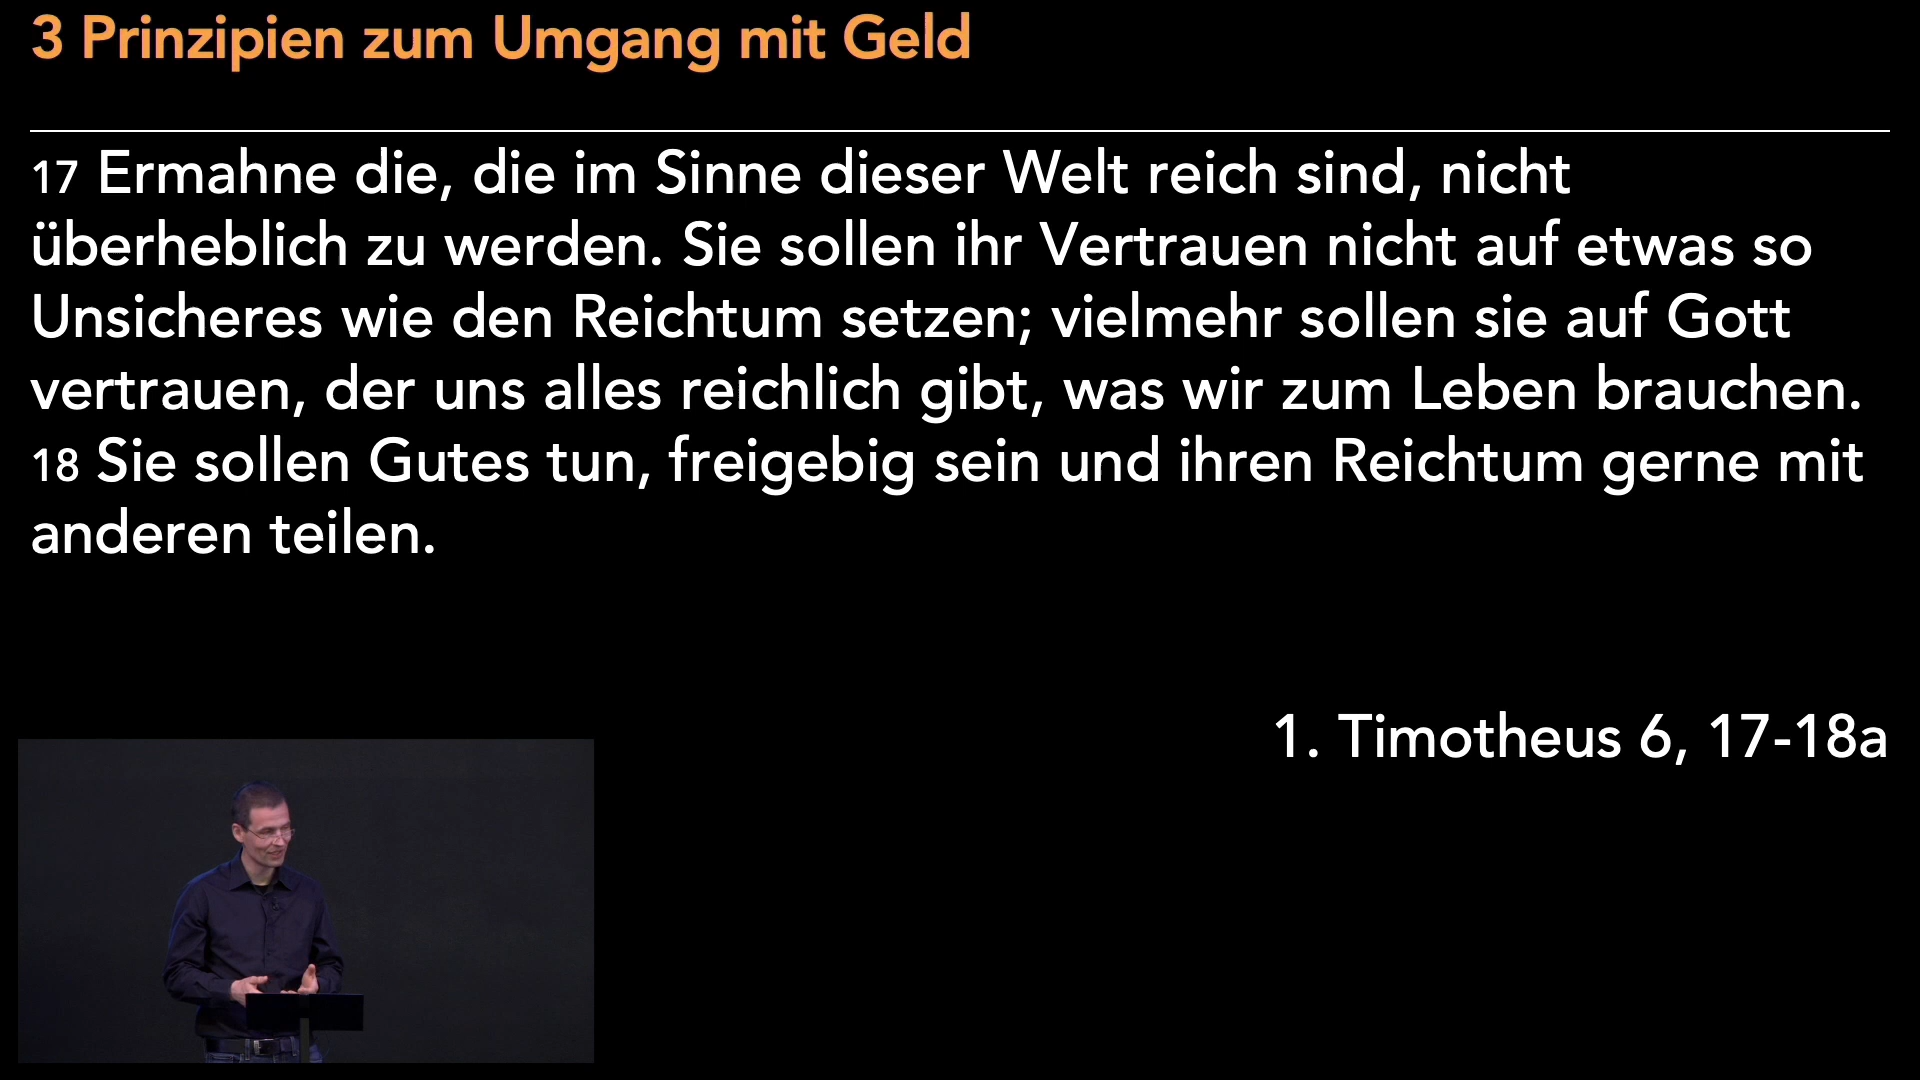 3 Prinzipien zum Umgang mit Geld
17 Ermahne die, die im Sinne dieser Welt reich sind, nicht
überheblich zu werden. Sie sollen ihr Vertrauen nicht auf etwas so
Unsicheres wie den Reichtum setzen; vielmehr sollen sie auf Gott
vertrauen, der uns alles reichlich gibt, was wir zum Leben brauchen.
18 Sie sollen Gutes tun, freigebig sein und ihren Reichtum gerne mit
anderen teilen.
1. Timotheus 6, 17-18a